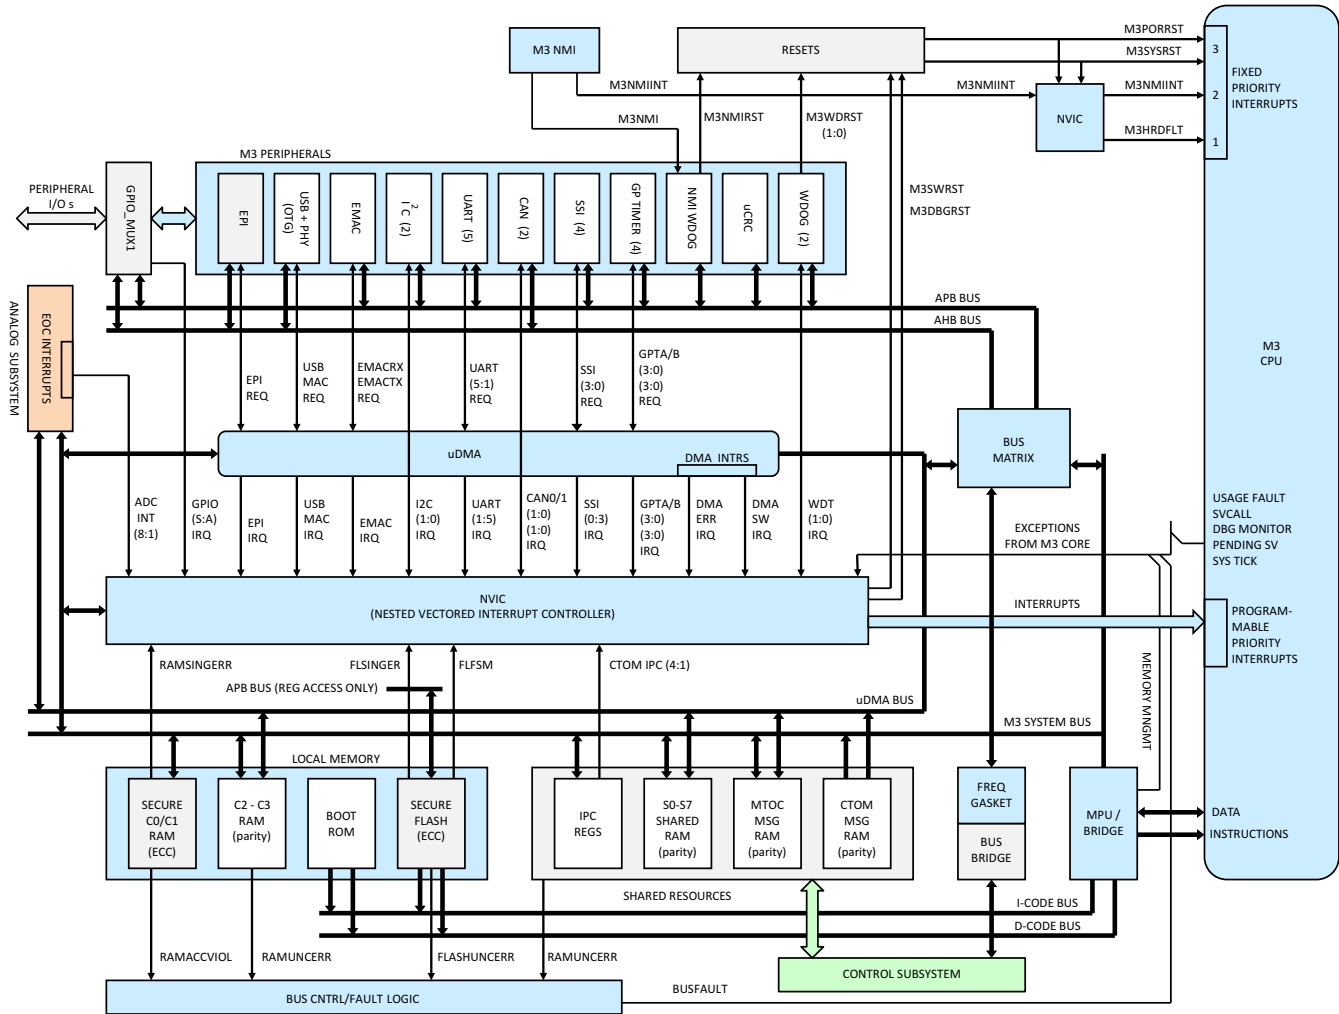 M3 NMI
RESETS
M3PORRST
M3SYSRST
3
FIXED
PRIORITY
INTERRUPTS
M3NMIINT
M3NMIINT
M3NMIINT
2
NVIC
M3NMI
M3NMIRST
M3WDRST
(1:0)
M3HRDFLT
1
M3 PERIPHERALS
PERIPHERAL
I/O s
GPIO_MUX1
EPI
USB + PHY
(OTG)
EMAC
I2C (2)
UART (5)
CAN (2)
SSI (4)
GP TIMER (4)
NMI WDOG
uCRC
WDOG (2)
M3SWRST
M3DBGRST
APB BUS
AHB BUS
ANALOG SUBSYSTEM
EOC INTERRUPTS
M3
CPU
EPI
REQ
USB
MAC
REQ
EMACRX
EMACTX
REQ
UART
(5:1)
REQ
SSI
(3:0)
REQ
GPTA/B
(3:0)
(3:0)
REQ
uDMA
DMA INTRS
BUS
MATRIX
ADC
INT
(8:1)
GPIO
(S:A)
IRQ
EPI
IRQ
USB
MAC
IRQ
EMAC
IRQ
I2C
(1:0)
IRQ
UART
(1:5)
IRQ
CAN0/1
(1:0)
(1:0)
IRQ
SSI
(0:3)
IRQ
GPTA/B
(3:0)
(3:0)
IRQ
DMA
ERR
IRQ
DMA
SW
IRQ
WDT
(1:0)
IRQ
EXCEPTIONS
FROM M3 CORE
USAGE FAULT
SVCALL
DBG MONITOR
PENDING SV
SYS TICK
NVIC
(NESTED VECTORED INTERRUPT CONTROLLER)
INTERRUPTS
PROGRAM-
MABLE
PRIORITY
INTERRUPTS
RAMSINGERR
FLSINGER
FLFSM
CTOM IPC (4:1)
APB BUS (REG ACCESS ONLY)
uDMA BUS
M3 SYSTEM BUS
MEMORY MNGMT
LOCAL MEMORY
SECURE
C0/C1
RAM
(ECC)
C2 - C3
RAM
(parity)
BOOT
ROM
SECURE
FLASH
(ECC)
IPC
REGS
S0-S7
SHARED
RAM
(parity)
MTOC
MSG
RAM
(parity)
CTOM
MSG
RAM
(parity)
FREQ
GASKET
BUS
BRIDGE
MPU /
BRIDGE
DATA
INSTRUCTIONS
SHARED RESOURCES
I-CODE BUS
D-CODE BUS
RAMACCVIOL
RAMUNCERR
FLASHUNCERR
RAMUNCERR
CONTROL SUBSYSTEM
BUS CNTRL/FAULT LOGIC
BUSFAULT